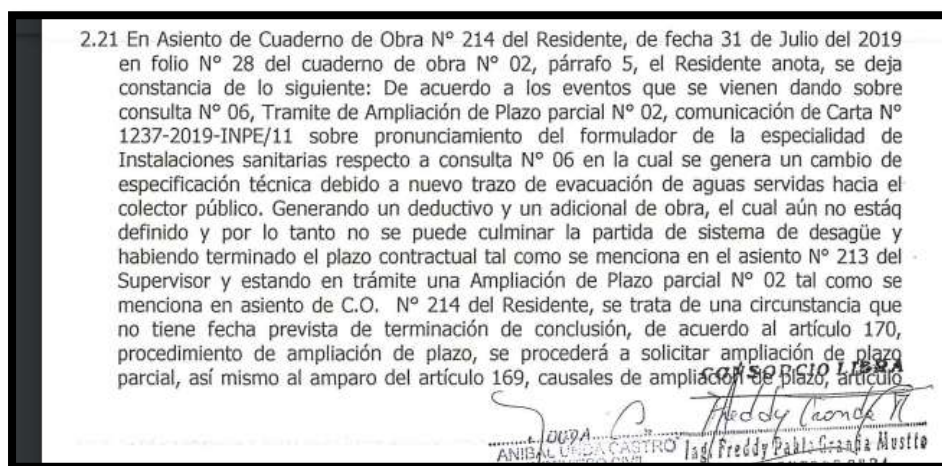 2.21 En Asiento de Cuaderno de Obra N° 214 del Residente, de fecha 31 de Julio del 2019
en folio N° 28 del cuaderno de obra N° 02, párrafo 5, el Residente anota, se deja
constancia de lo siguiente: De acuerdo a los eventos que se vienen dando sobre
consulta N° 06, Tramite de Ampliación de Plazo parcial N° 02, comunicación de Carta N°
1237-2019-INPE/11 sobre pronunciamiento del formulador de la especialidad de
Instalaciones sanitarias respecto a consulta N° 06 en la cual se genera un cambio de
especificación técnica debido a nuevo trazo de evacuación de aguas servidas hacia el
colector público. Generando un deductivo y un adicional de obra, el cual aún no estáq
definido y por lo tanto no se puede culminar la partida de sistema de desagüe y
habiendo terminado el plazo contractual tal como se menciona en el asiento N° 213 del
Supervisor y estando en trámite una Ampliación de Plazo parcial N° 02 tal como se
menciona en asiento de C.O. N° 214 del Residente, se trata de una circunstancia que
no tiene fecha prevista de terminación de conclusión, de acuerdo al artículo 170,
procedimiento de ampliación de plazo, se procederá a solicitar ampliación de plazo
parcial, así mismo al amparo del artículo 169, causales de ampliación de plazo, artículo
CONSORCIO LIBRA
ANIBAL CASTRO
Ing. Freddy Pablo